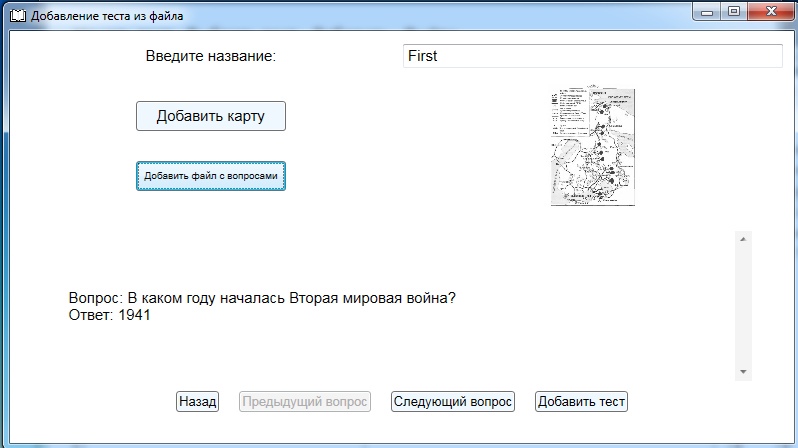 Добавление теста из файла
Введите название:
First
Добавить карту
Добавить файл с вопросами
Вопрос: В каком году началась Вторая мировая война?
Ответ: 1941
Назад
Предыдущий вопрос
Следующий вопрос
Добавить тест